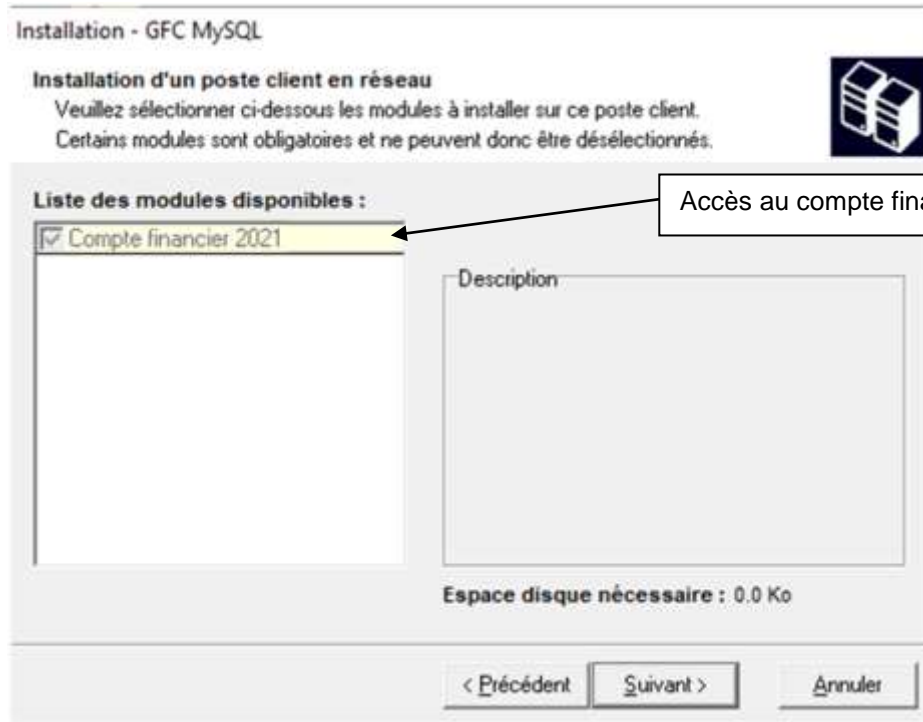 Installation - GFC MySQL
Installation d'un poste client en réseau
Veuillez sélectionner ci-dessous les modules à installer sur ce poste client.
Certains modules sont obligatoires et ne peuvent donc être désélectionnés.
Liste des modules disponibles :
Accès au compte fina
Compte financier 2021
Description
Espace disque nécessaire : 0.0 Ko
< Précédent Suivant > Annuler